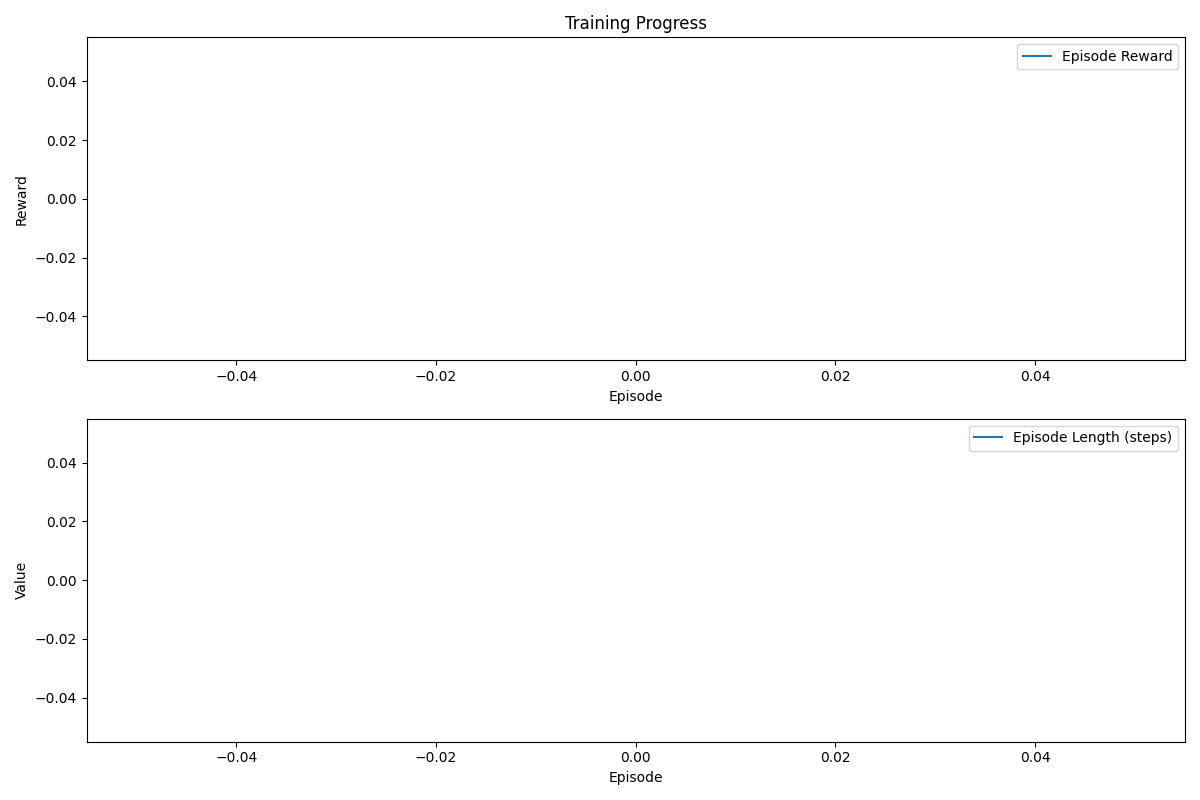 Training Progress
Episode Reward
Reward
0.04
0.02
0.00
−0.02
−0.04
−0.04 −0.02 0.00 0.02 0.04
Episode
Episode Length (steps)
Value
0.04
0.02
0.00
−0.02
−0.04
−0.04 −0.02 0.00 0.02 0.04
Episode